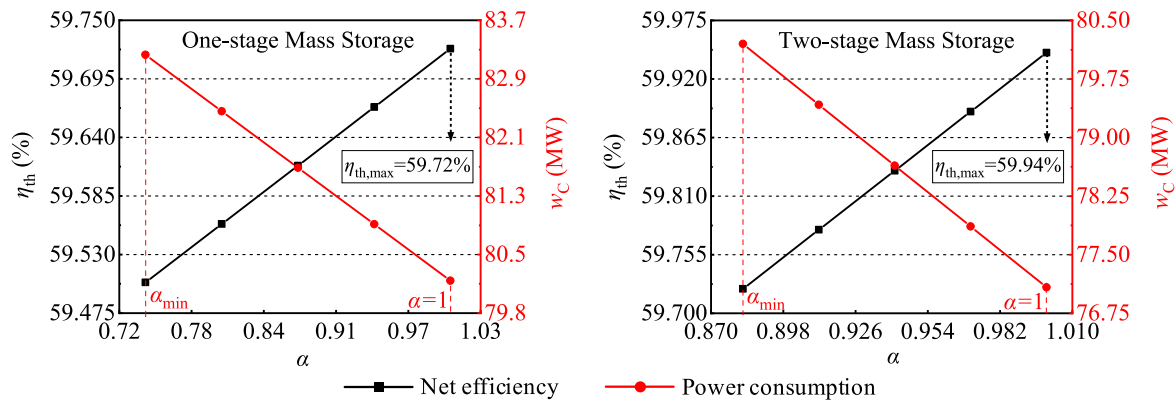 One-stage Mass Storage
59.750
59.695
59.640
59.585
59.530
59.475
η_th (%)
83.7
82.9
82.1
81.3
80.5
79.8
w_C (MW)
η_th,max=59.72%
α_min
α=1
0.72 0.78 0.84 0.91 0.97 1.03
α
Two-stage Mass Storage
59.975
59.920
59.865
59.810
59.755
59.700
η_th (%)
80.50
79.75
79.00
78.25
77.50
76.75
w_C (MW)
η_th,max=59.94%
α_min
α=1
0.870 0.898 0.926 0.954 0.982 1.010
α
Net efficiency Power consumption